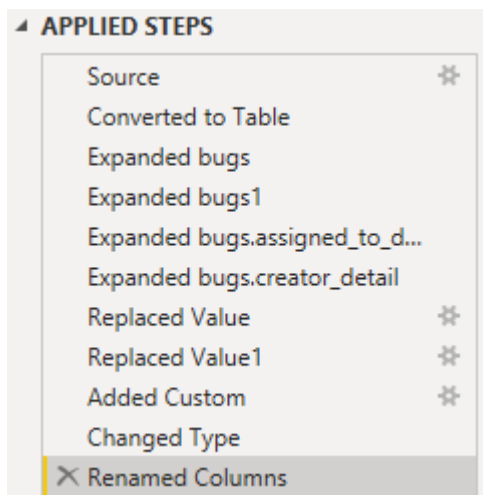 APPLIED STEPS
Source
Converted to Table
Expanded bugs
Expanded bugs1
Expanded bugs.assigned_to_d...
Expanded bugs.creator_detail
Replaced Value
Replaced Value1
Added Custom
Changed Type
Renamed Columns